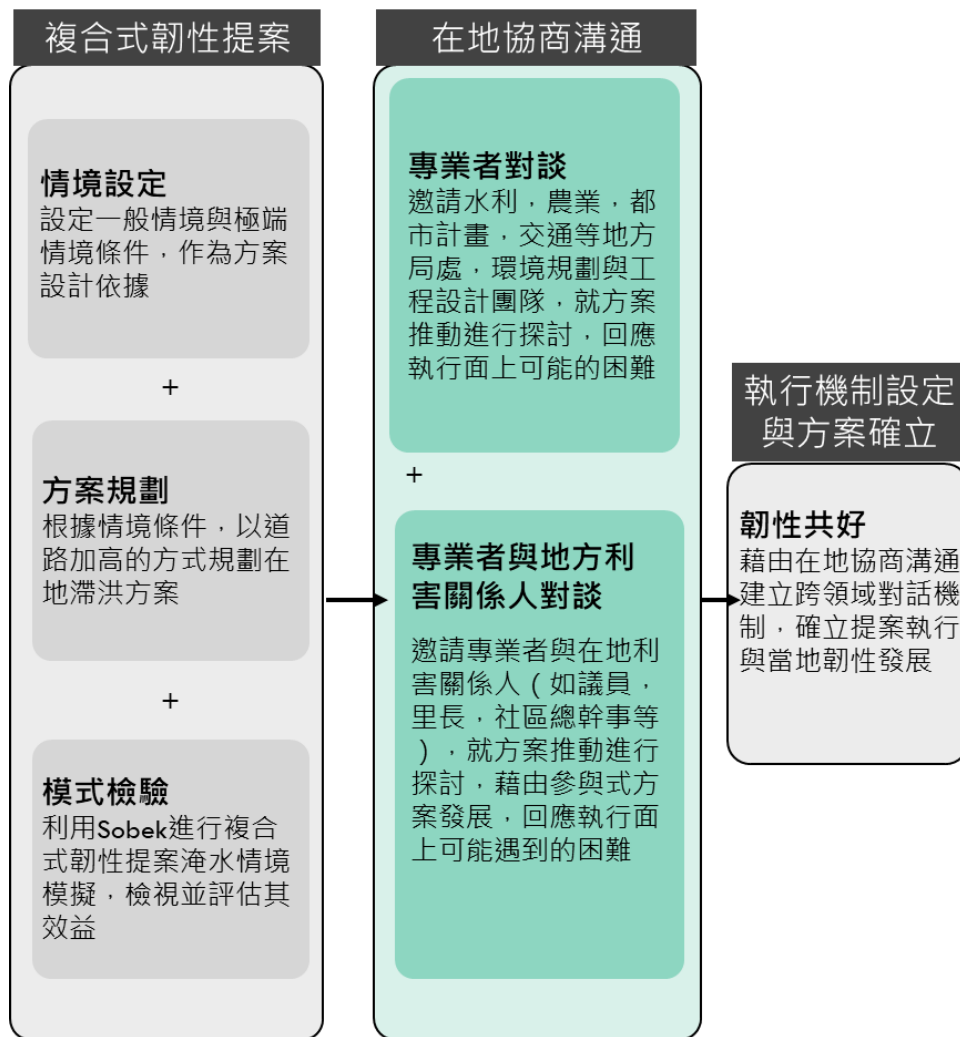 複合式韌性提案
情境設定
設定一般情境與極端
情境條件，作為方案
設計依據
+
方案規劃
根據情境條件，以道
路加高的方式規劃在
地滯洪方案
+
模式檢驗
利用Sobek進行複合
式韌性提案淹水情境
模擬，檢視並評估其
效益
在地協商溝通
專業者對談
邀請水利，農業，都
市計畫，交通等地方
局處，環境規劃與工
程設計團隊，就方案
推動進行探討，回應
執行面上可能的困難
+
專業者與地方利
害關係人對談
邀請專業者與在地利
害關係人（如議員，
里長，社區總幹事等
），就方案推動進行
探討，藉由參與式方
案發展，回應執行面
上可能遇到的困難
執行機制設定
與方案確立
韌性共好
藉由在地協商溝通
建立跨領域對話機
制，確立提案執行
與當地韌性發展